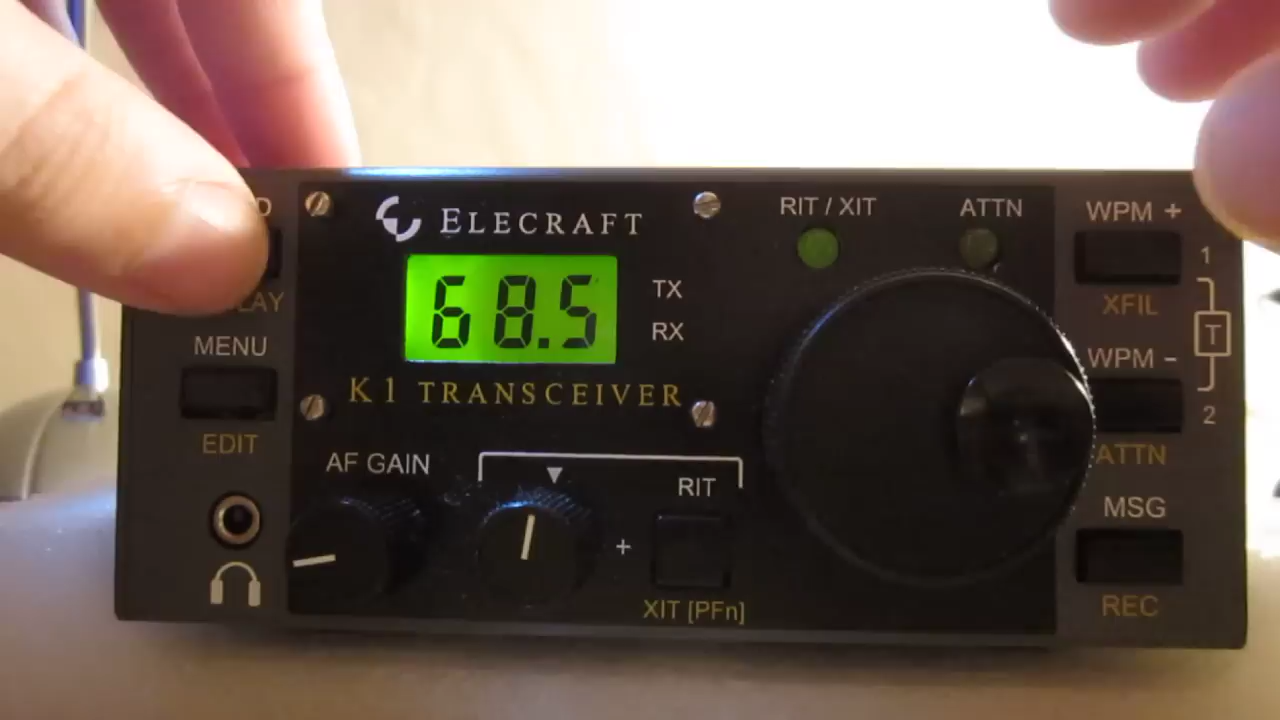 ELECRAFT
68.5
TX
RX
K1 TRANSCEIVER
MENU
EDIT
AF GAIN
RIT
+
XIT [PFn]
RIT / XIT
ATTN
WPM +
XFIL
WPM -
ATTN
MSG
REC
1
T
2